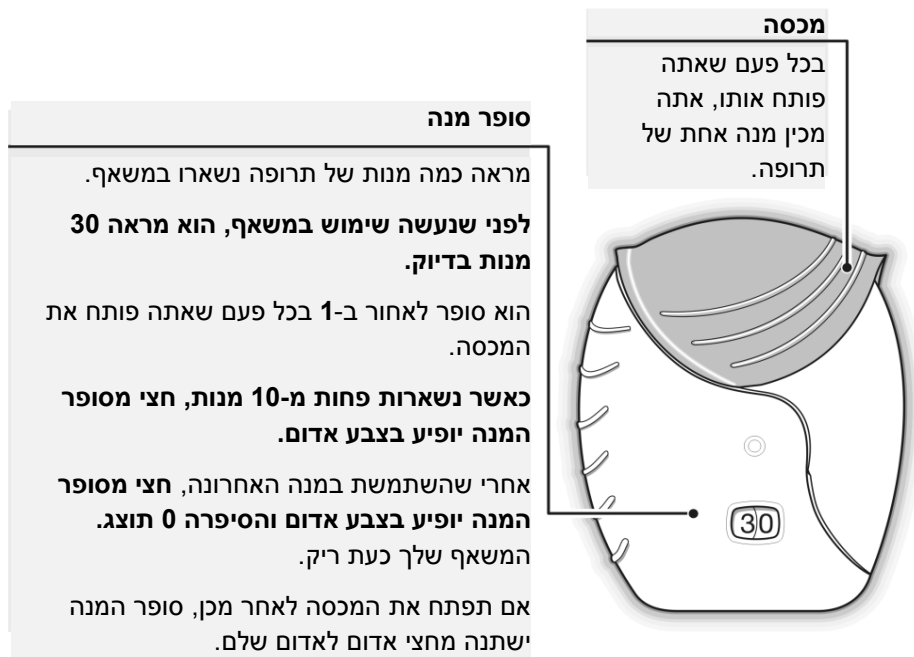 מכסה
בכל פעם שאתה
פותח אותו, אתה
מכין מנה אחת של
תרופה.
סופר מנה
מראה כמה מנות של תרופה נשארו במשאף.
לפני שנעשה שימוש במשאף, הוא מראה 30
מנות בדיוק.
הוא סופר לאחור ב-1 בכל פעם שאתה פותח את
המכסה.
כאשר נשארות פחות מ-10 מנות, חצי מסופר
המנה יופיע בצבע אדום.
אחרי שהשתמשת במנה האחרונה, חצי מסופר
המנה יופיע בצבע אדום והסיפרה 0 תוצג.
המשאף שלך כעת ריק.
אם תפתח את המכסה לאחר מכן, סופר המנה
ישתנה מחצי אדום לאדום שלם.
30